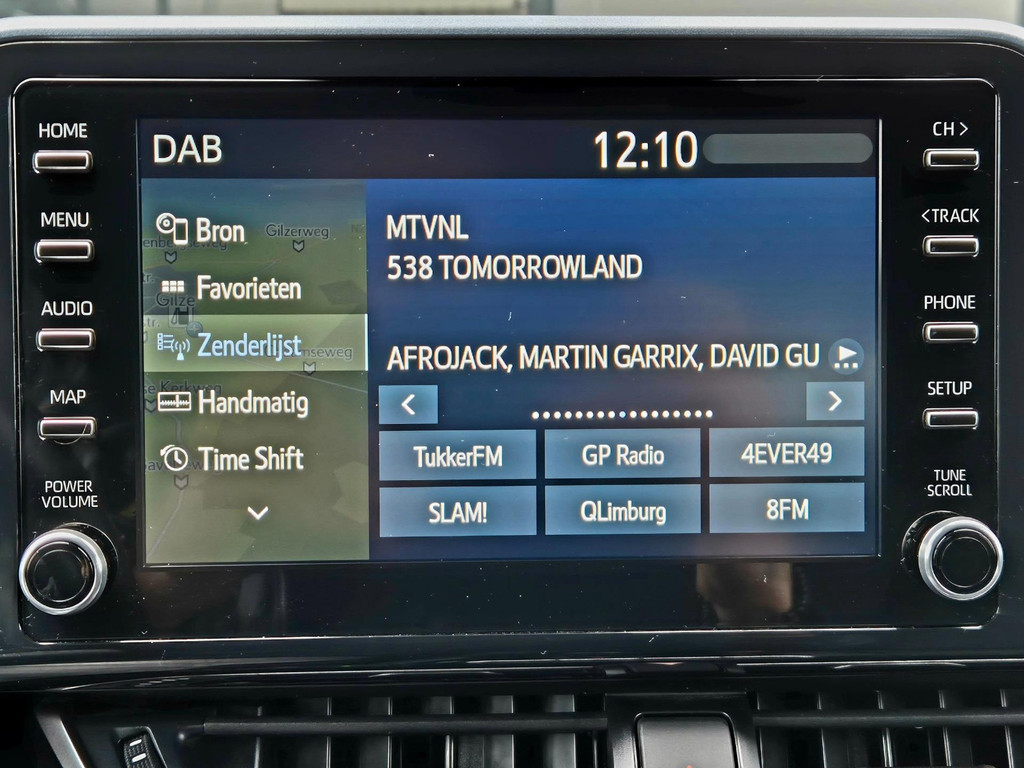 HOME
MENU
AUDIO
MAP
POWER
VOLUME
DAB
12:10
Bron
Gilzerweg
Favorieten
Gilze
Zenderlijst
Handmatig
Time Shift
MTVNL
538 TOMORROWLAND
AFROJACK, MARTIN GARRIX, DAVID GU
TukkerFM
GP Radio
4EVER49
SLAM!
QLimburg
8FM
CH >
<TRACK
PHONE
SETUP
TUNE
SCROLL